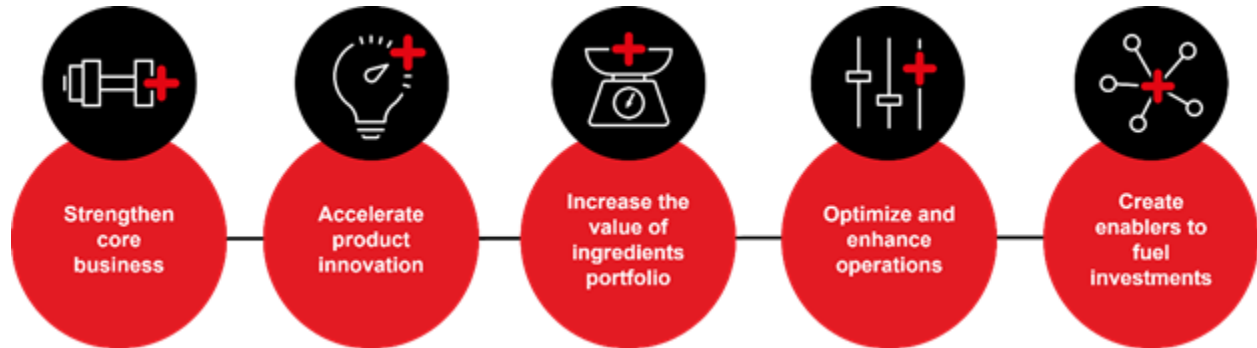 Strengthen
core
business
Accelerate
product
innovation
Increase the
value of
ingredients
portfolio
Optimize and
enhance
operations
Create
enablers to
fuel
investments